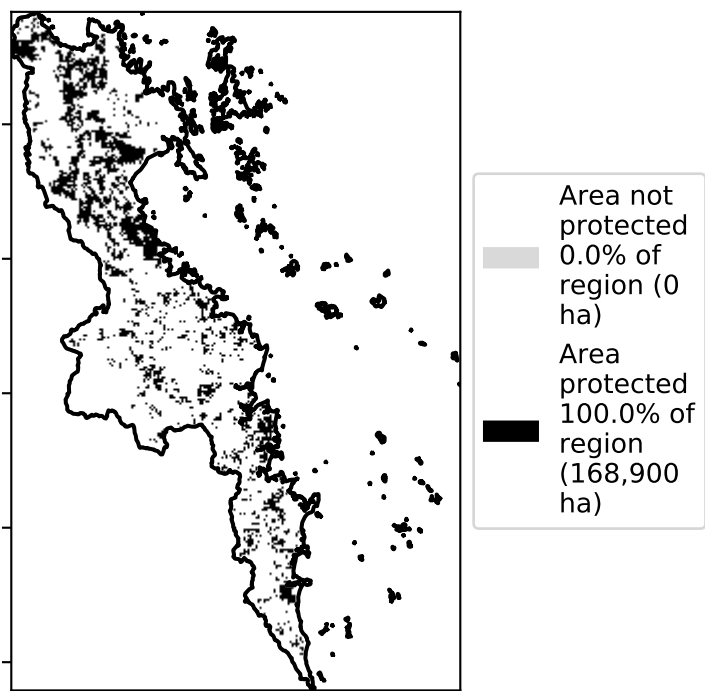 Area not
protected
0.0% of
region (0
ha)
Area
protected
100.0% of
region
(168,900
ha)